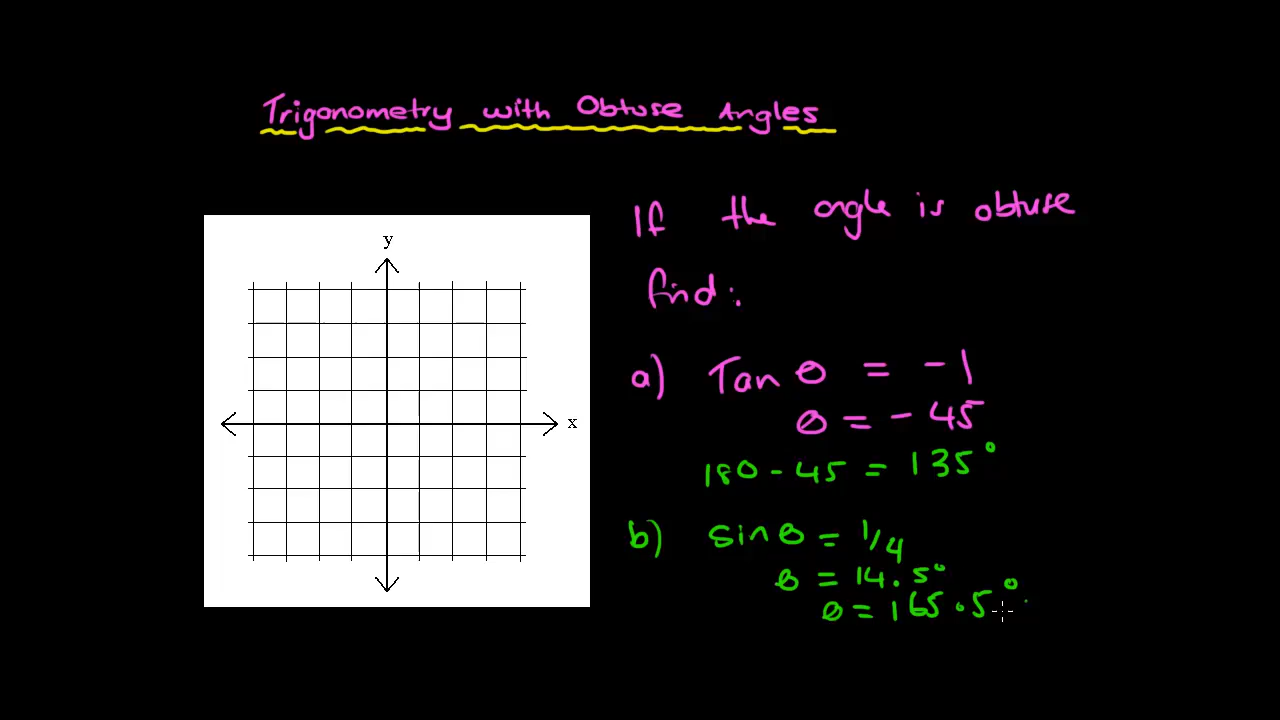 Trigonometry with Obtuse Angles
y
x
If the angle is obtuse
find:
a) Tan θ = -1
θ = - 45
180 - 45 = 135°
b) sin θ = 1/4
θ = 14.5°
θ = 165.5°